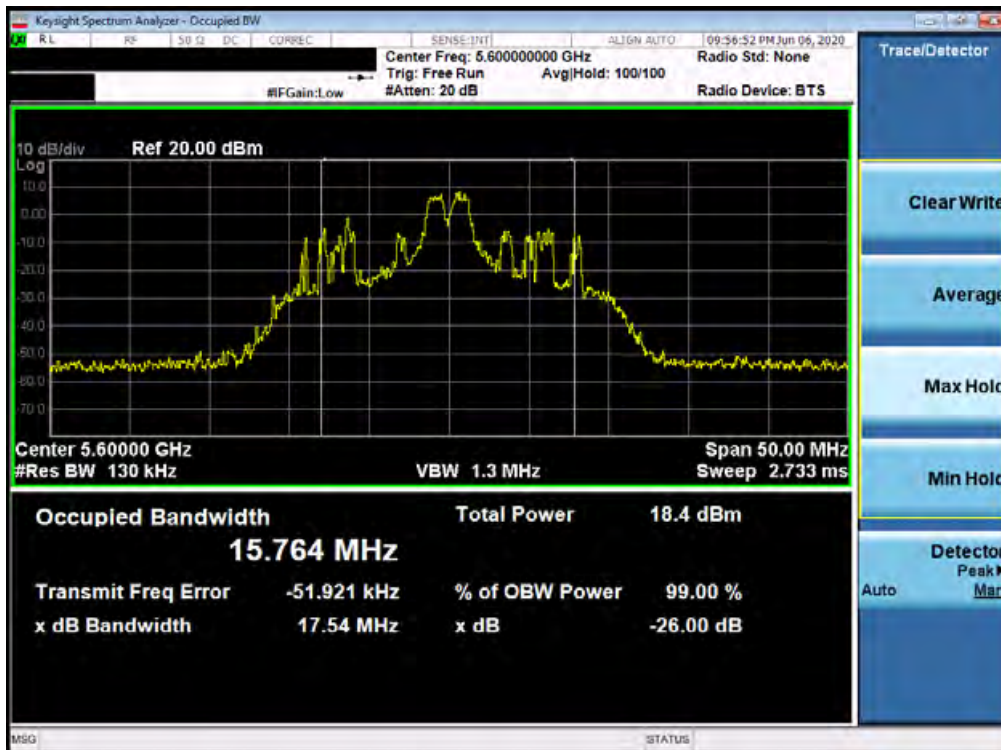 Keysight Spectrum Analyzer - Occupied BW
LXI RL RF 50 Ω DC CORREC SENSE:INT ALIGN AUTO 09:56:52 PM Jun 06, 2020
Center Freq: 5.600000000 GHz Radio Std: None
Trig: Free Run Avg|Hold: 100/100
#IFGain:Low #Atten: 20 dB Radio Device: BTS
10 dB/div Ref 20.00 dBm
Log
10.0
0.00
-10.0
-20.0
-30.0
-40.0
-50.0
-60.0
-70.0
Center 5.60000 GHz Span 50.00 MHz
#Res BW 130 kHz VBW 1.3 MHz Sweep 2.733 ms
Occupied Bandwidth Total Power 18.4 dBm
15.764 MHz
Transmit Freq Error -51.921 kHz % of OBW Power 99.00 %
x dB Bandwidth 17.54 MHz x dB -26.00 dB
MSG STATUS
Trace/Detector
Clear Write
Average
Max Hold
Min Hold
Detector
Peak
Auto Man